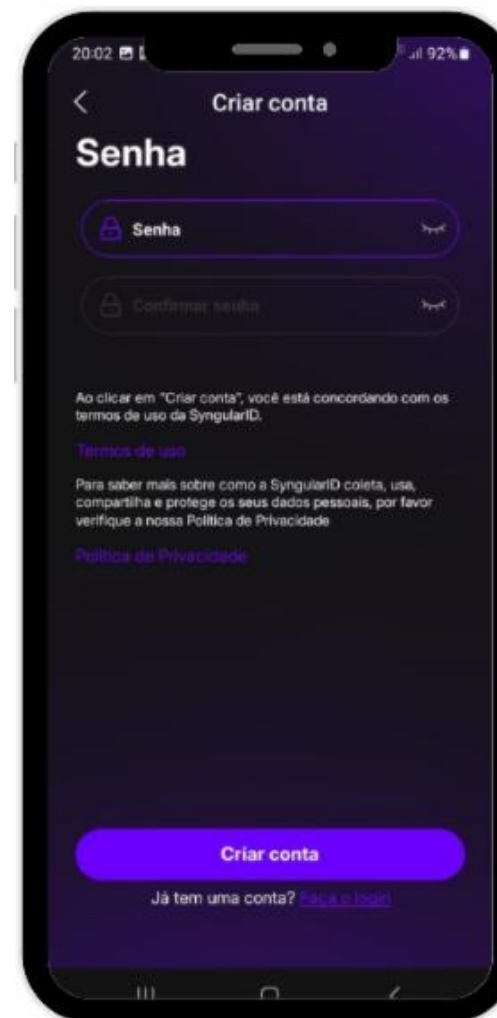 20:02
92%
Criar conta
Senha
Senha
Confirmar senha
Ao clicar em "Criar conta", você está concordando com os
termos de uso da SyngularID.
Termos de uso
Para saber mais sobre como a SyngularID coleta, usa,
compartilha e protege os seus dados pessoais, por favor
verifique a nossa Política de Privacidade
Política de Privacidade
Criar conta
Já tem uma conta? Faça o login!